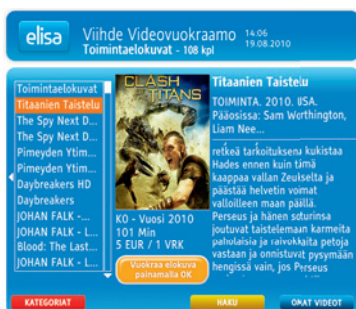 elisa
Viihde Videovuokraamo
14:06
19.08.2010
Toimintaelokuvat - 108 kpl
Toimintaelokuvat
Titaanien Taistelu
The Spy Next D...
The Spy Next D...
Pimeyden Ytim...
Pimeyden Ytim...
Daybreakers HD
Daybreakers
JOHAN FALK -...
JOHAN FALK - L...
Blood: The Last...
JOHAN FALK - L...
CLASH
OF THE
TITANS
K0 - Vuosi 2010
101 Min
5 EUR / 1 VRK
Vuokraa elokuva
painamalla OK
Titaanien Taistelu
TOIMINTA. 2010. USA.
Pääosissa: Sam Worthington,
Liam Nee...
retkeä tarkoituksena kukistaa
Hades ennen kuin tämä
kaappaa vallan Zeukselta ja
päästää helvetin voimat
valloilleen maan päällä.
Perseus ja hänen soturinsa
joutuvat taistelemaan karmeita
paholaisia ja raivokkaita petoja
vastaan ja onnistuvat pysymään
hengissä vain, jos Perseus
KATEGORIAT
HAKU
OMAT VIDEOT